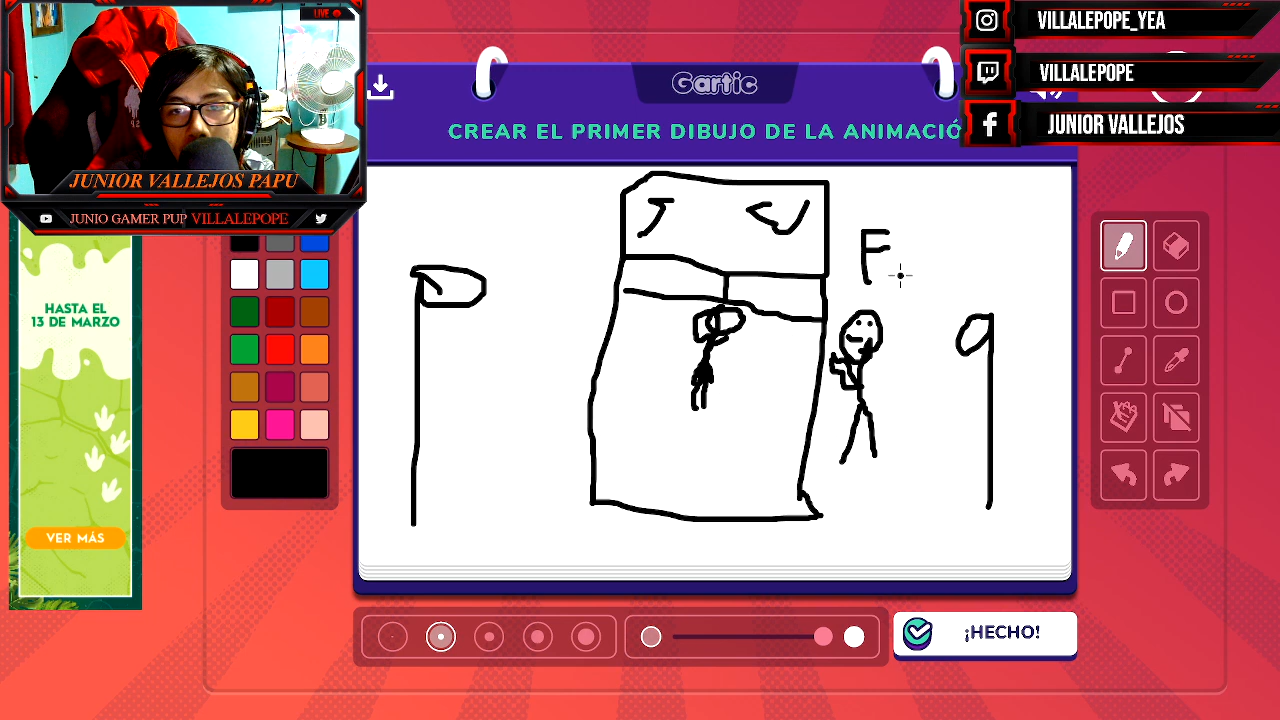 LIVE
JUNIOR VALLEJOS PAPU
JUNIO GAMER PUP VILLALEPOPE
VILLALEPOPE_YEA
VILLALEPOPE
JUNIOR VALLEJOS
Gartic
CREAR EL PRIMER DIBUJO DE LA ANIMACIÓ
F
HASTA EL
13 DE MARZO
VER MÁS
¡HECHO!